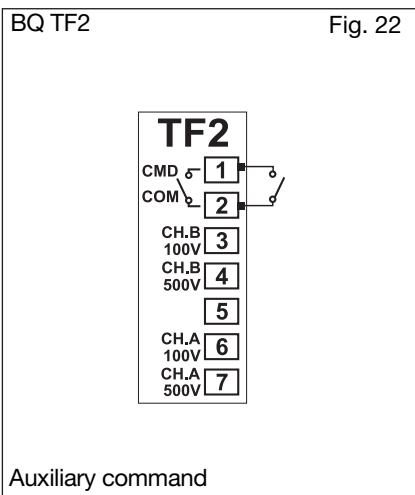 BQ TF2 Fig. 22
TF2
CMD 1
COM 2
CH.B
100V 3
CH.B
500V 4
5
CH.A
100V 6
CH.A
500V 7
Auxiliary command